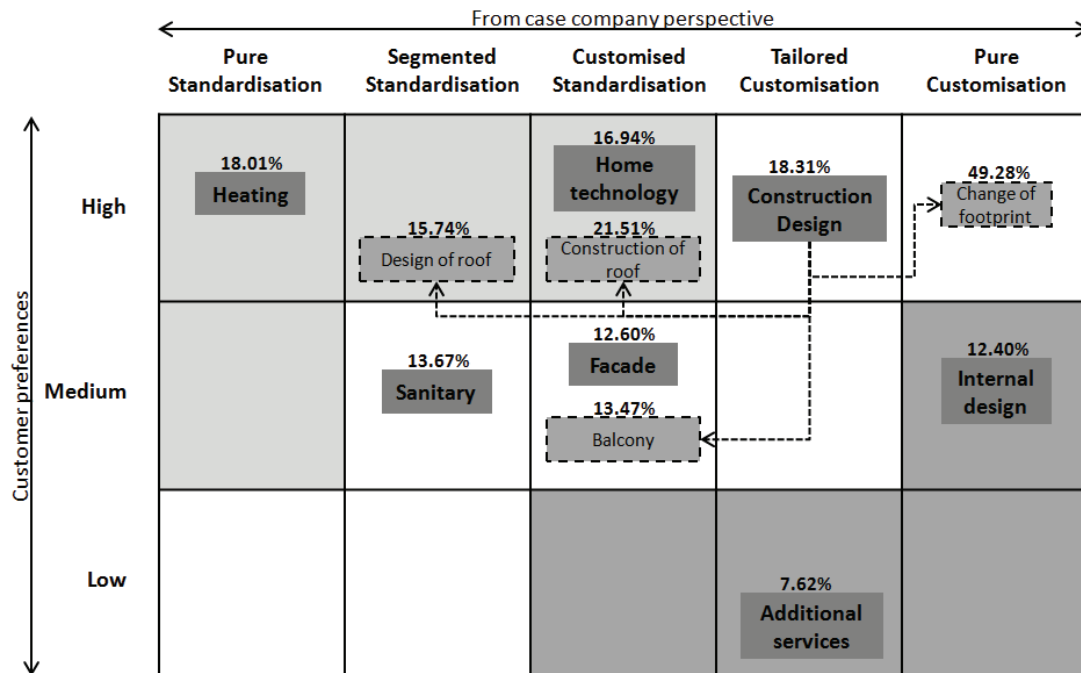 From case company perspective
Pure
Standardisation
Segmented
Standardisation
Customised
Standardisation
Tailored
Customisation
Pure
Customisation
Customer preferences
High
18.01%
Heating
15.74%
Design of roof
16.94%
Home
technology
21.51%
Construction of
roof
18.31%
Construction
Design
49.28%
Change of
footprint
Medium
13.67%
Sanitary
12.60%
Facade
13.47%
Balcony
12.40%
Internal
design
Low
7.62%
Additional
services